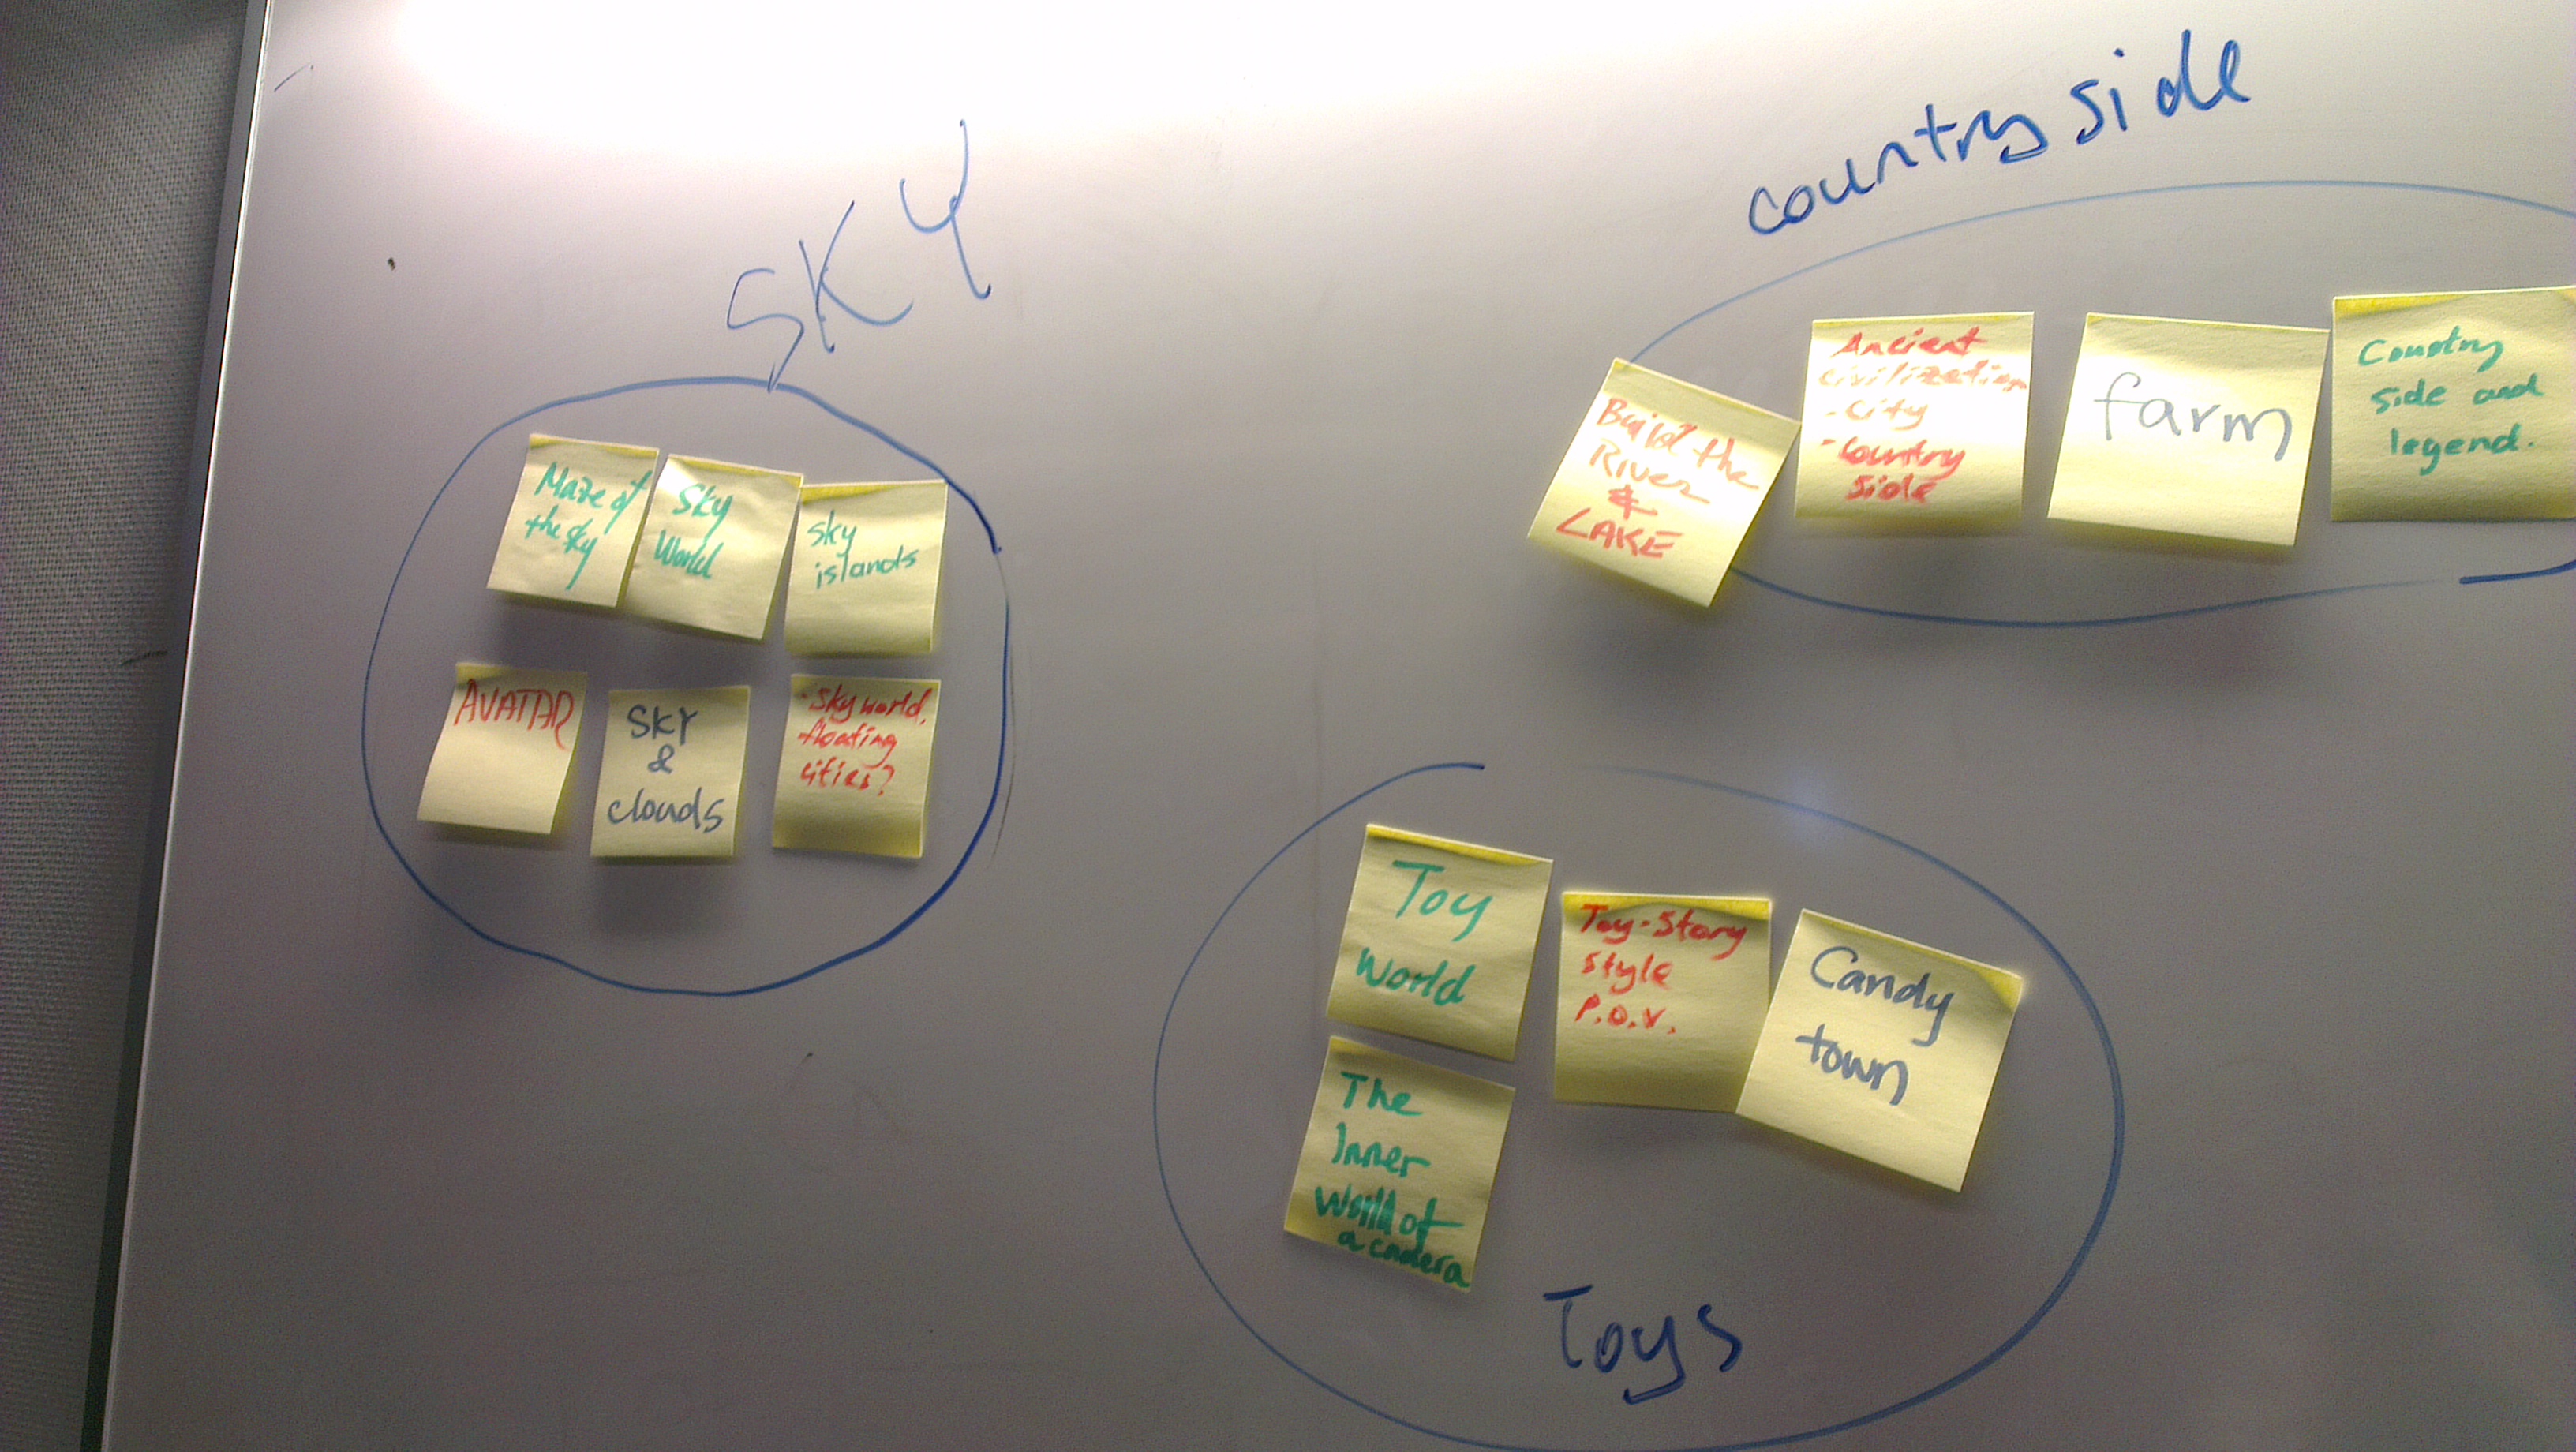 SKY
Maze of
the sky
Sky
World
sky
islands
AVATAR
SKY
&
clouds
- Sky world,
floating
cities?
country side
Build the
River
&
LAKE
Ancient
civilization
- City
- Country
side
farm
Country
side and
legend.
Toy
World
Toy-Story
style
P.O.V.
Candy
town
The
Inner
World of
a camera
Toys